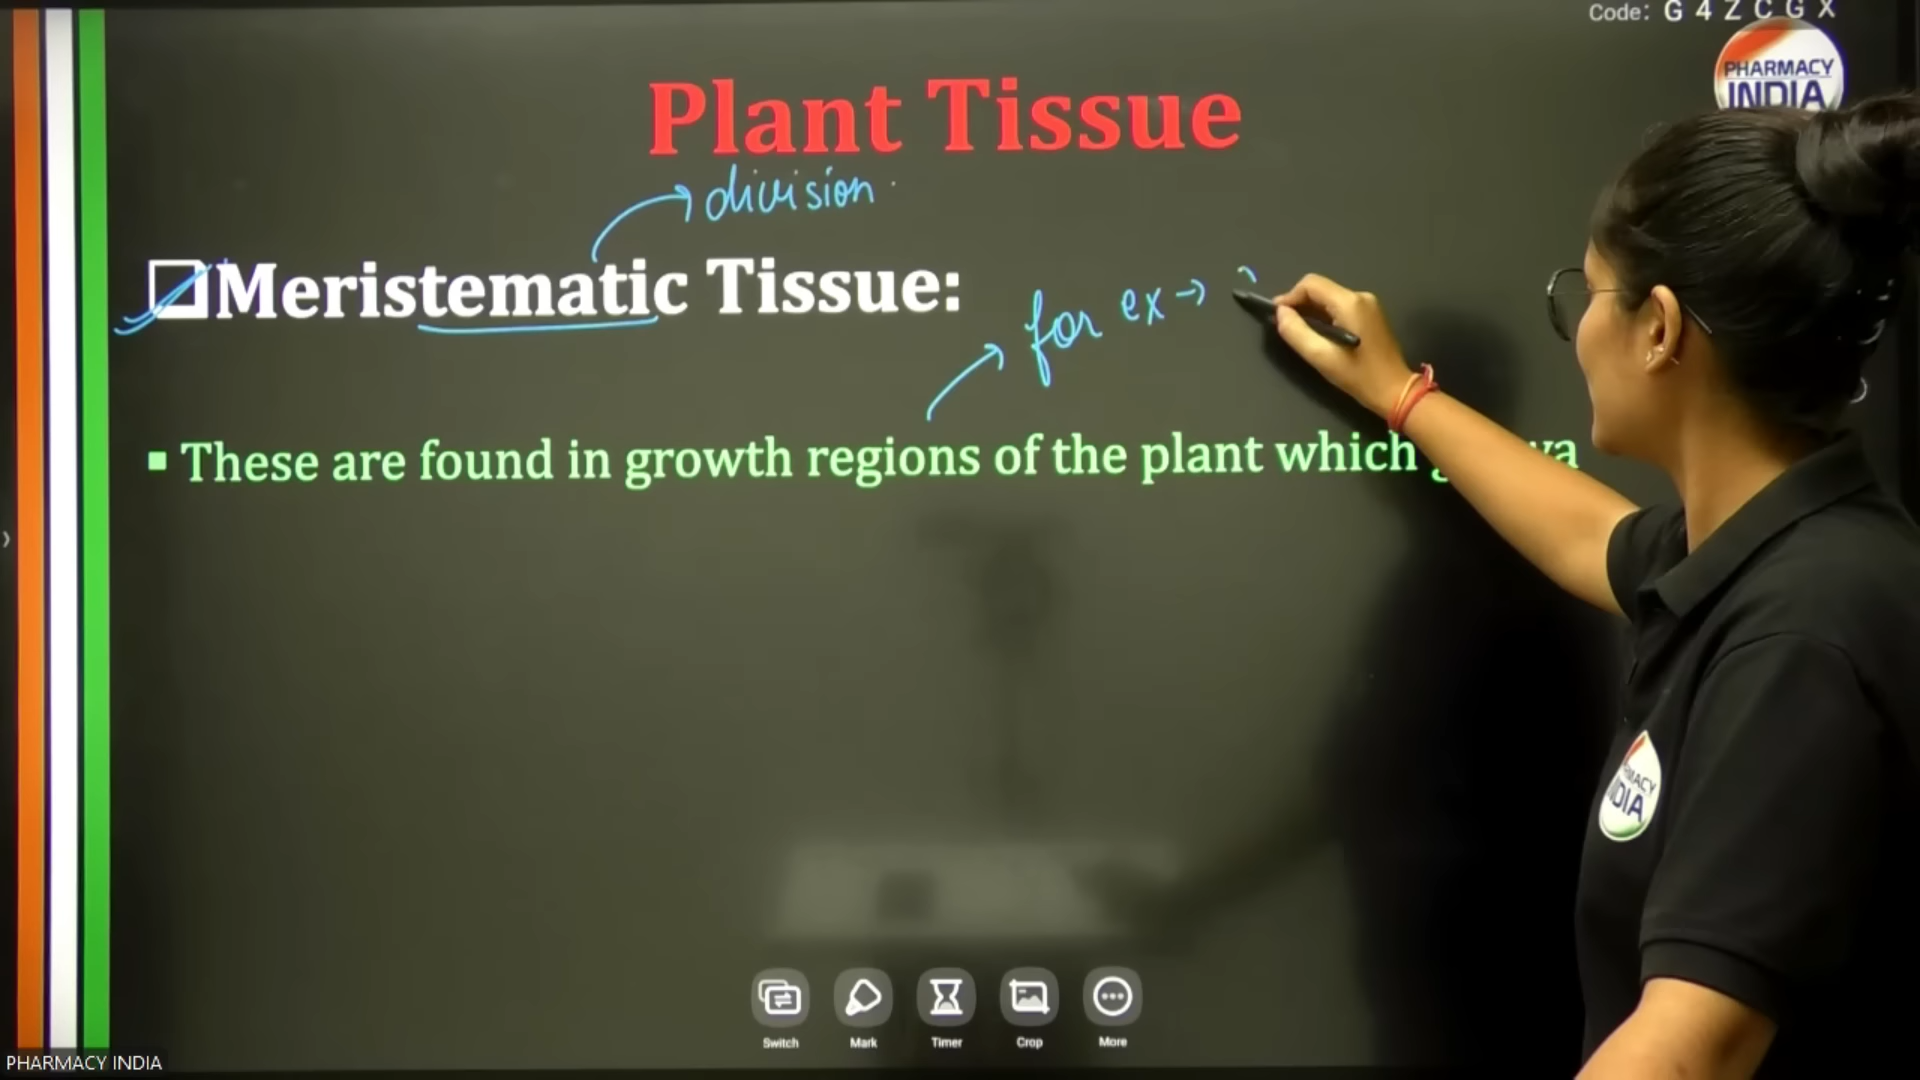 Code: G 4 Z C G X
PHARMACY
INDIA
Plant Tissue
division
Meristematic Tissue:
for ex →
These are found in growth regions of the plant which
INDIA
Switch Mark Timer Crop More
PHARMACY INDIA